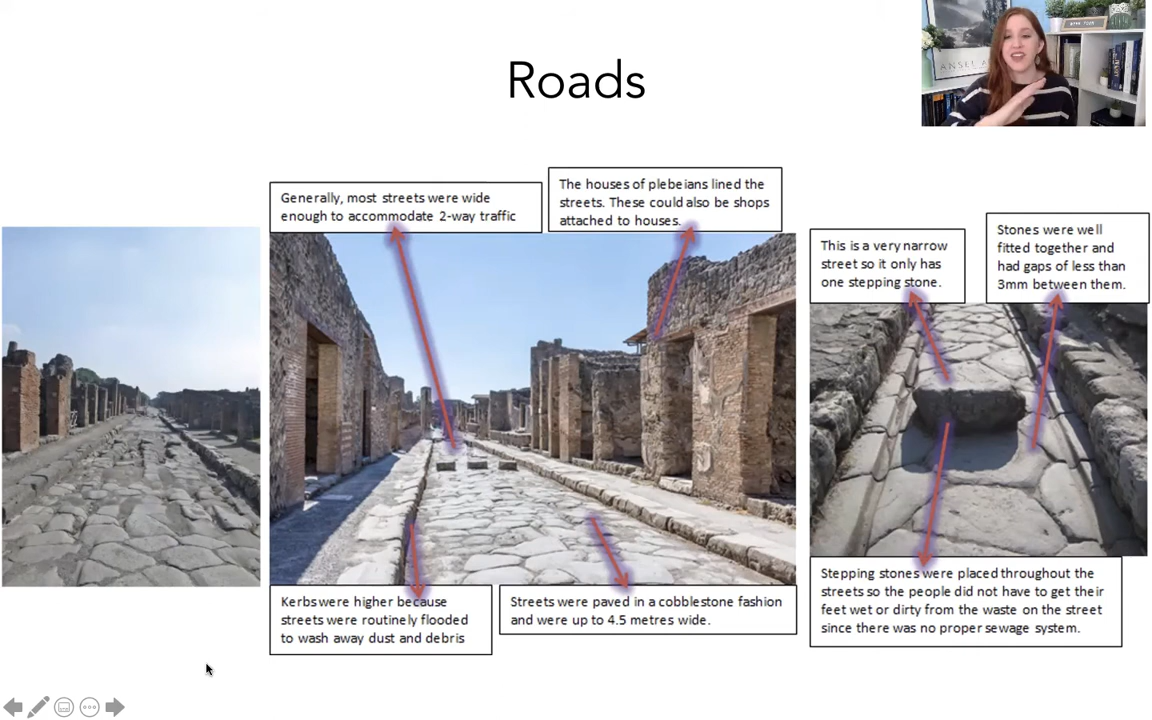 Roads
Generally, most streets were wide
enough to accommodate 2-way traffic
The houses of plebeians lined the
streets. These could also be shops
attached to houses.
This is a very narrow
street so it only has
one stepping stone.
Stones were well
fitted together and
had gaps of less than
3mm between them.
Kerbs were higher because
streets were routinely flooded
to wash away dust and debris
Streets were paved in a cobblestone fashion
and were up to 4.5 metres wide.
Stepping stones were placed throughout the
streets so the people did not have to get their
feet wet or dirty from the waste on the street
since there was no proper sewage system.